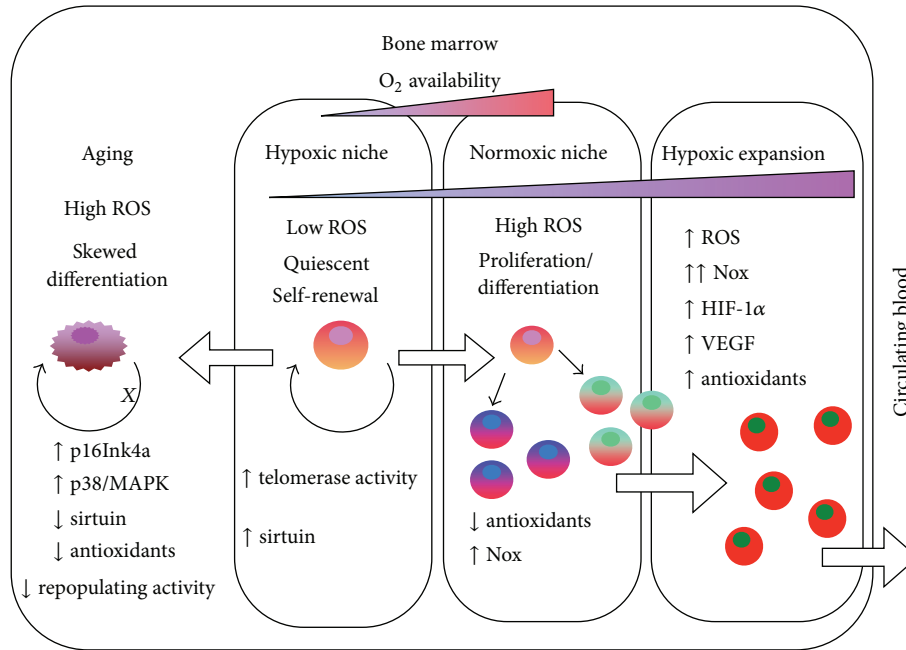 Bone marrow
O₂ availability
Aging
High ROS
Skewed
differentiation
X
↑ p16Ink4a
↑ p38/MAPK
↓ sirtuin
↓ antioxidants
↓ repopulating activity
Hypoxic niche
Low ROS
Quiescent
Self-renewal
↑ telomerase activity
↑ sirtuin
Normoxic niche
High ROS
Proliferation/
differentiation
↓ antioxidants
↑ Nox
Hypoxic expansion
↑ ROS
↑↑ Nox
↑ HIF-1α
↑ VEGF
↑ antioxidants
Circulating blood